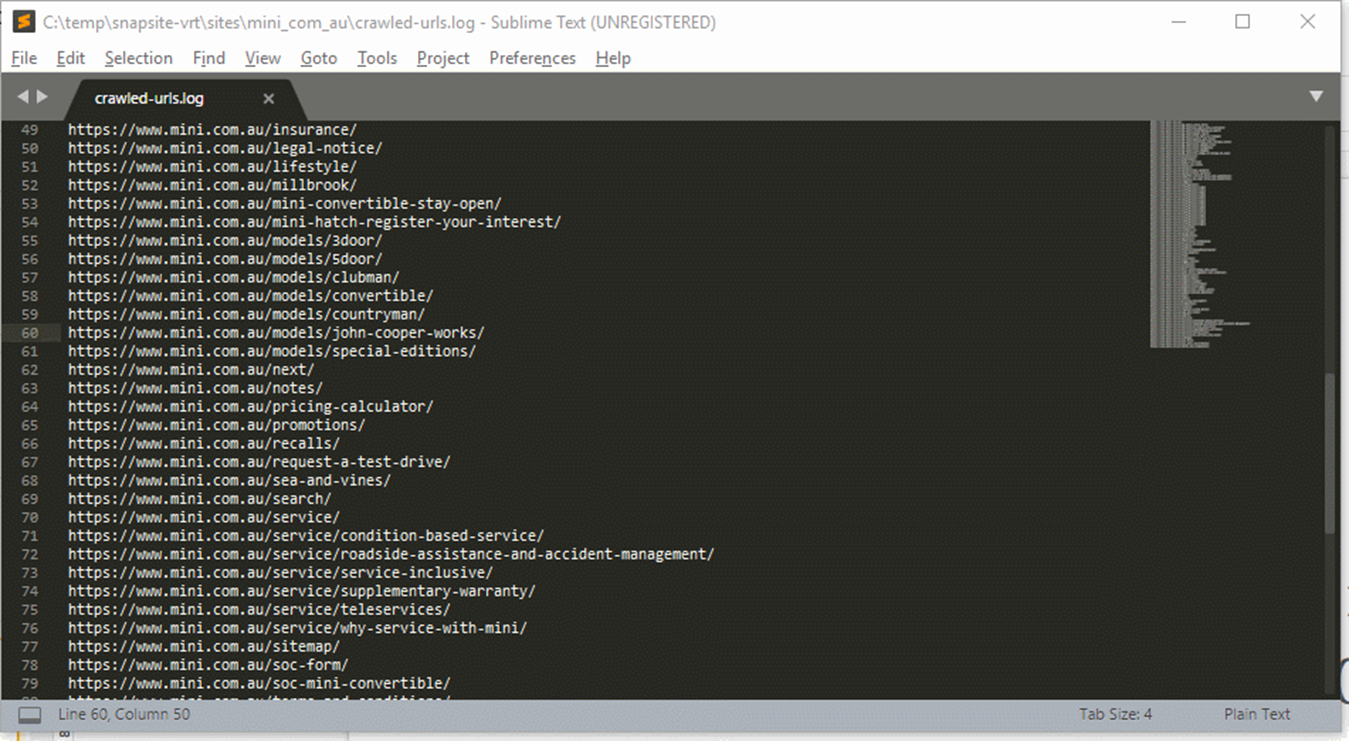 C:\temp\snapsite-vrt\sites\mini_com_au\crawled-urls.log - Sublime Text (UNREGISTERED)
File Edit Selection Find View Goto Tools Project Preferences Help
crawled-urls.log
49 https://www.mini.com.au/insurance/
50 https://www.mini.com.au/legal-notice/
51 https://www.mini.com.au/lifestyle/
52 https://www.mini.com.au/millbrook/
53 https://www.mini.com.au/mini-convertible-stay-open/
54 https://www.mini.com.au/mini-hatch-register-your-interest/
55 https://www.mini.com.au/models/3door/
56 https://www.mini.com.au/models/5door/
57 https://www.mini.com.au/models/clubman/
58 https://www.mini.com.au/models/convertible/
59 https://www.mini.com.au/models/countryman/
60 https://www.mini.com.au/models/john-cooper-works/
61 https://www.mini.com.au/models/special-editions/
62 https://www.mini.com.au/next/
63 https://www.mini.com.au/notes/
64 https://www.mini.com.au/pricing-calculator/
65 https://www.mini.com.au/promotions/
66 https://www.mini.com.au/recalls/
67 https://www.mini.com.au/request-a-test-drive/
68 https://www.mini.com.au/sea-and-vines/
69 https://www.mini.com.au/search/
70 https://www.mini.com.au/service/
71 https://www.mini.com.au/service/condition-based-service/
72 https://www.mini.com.au/service/roadside-assistance-and-accident-management/
73 https://www.mini.com.au/service/service-inclusive/
74 https://www.mini.com.au/service/supplementary-warranty/
75 https://www.mini.com.au/service/teleservices/
76 https://www.mini.com.au/service/why-service-with-mini/
77 https://www.mini.com.au/sitemap/
78 https://www.mini.com.au/soc-form/
79 https://www.mini.com.au/soc-mini-convertible/
Line 60, Column 50 Tab Size: 4 Plain Text